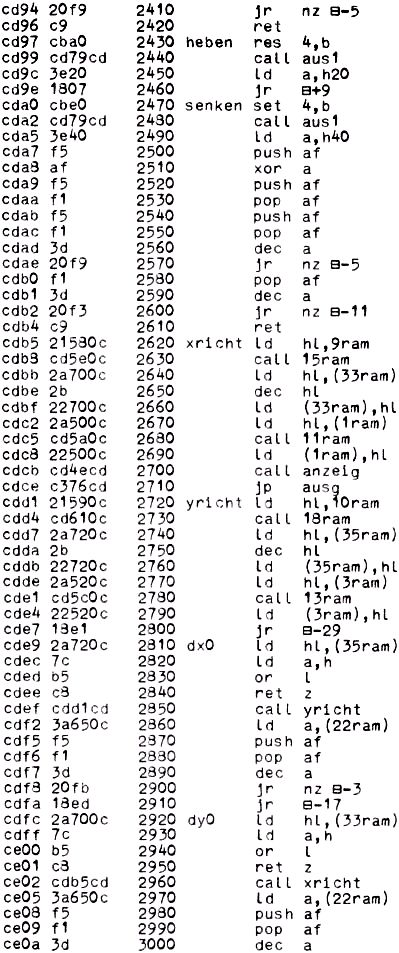 cd94 20f9 2410 jr nz ⊟-5
cd96 c9 2420 ret
cd97 cba0 2430 heben res 4,b
cd99 cd79cd 2440 call aus1
cd9c 3e20 2450 ld a,h20
cd9e 1807 2460 jr ⊟+9
cda0 cbe0 2470 senken set 4,b
cda2 cd79cd 2480 call aus1
cda5 3e40 2490 ld a,h40
cda7 f5 2500 push af
cda8 af 2510 xor a
cda9 f5 2520 push af
cdaa f1 2530 pop af
cdab f5 2540 push af
cdac f1 2550 pop af
cdad 3d 2560 dec a
cdae 20f9 2570 jr nz ⊟-5
cdb0 f1 2580 pop af
cdb1 3d 2590 dec a
cdb2 20f3 2600 jr nz ⊟-11
cdb4 c9 2610 ret
cdb5 21580c 2620 xricht ld hl,9ram
cdb8 cd5e0c 2630 call 15ram
cdbb 2a700c 2640 ld hl,(33ram)
cdbe 2b 2650 dec hl
cdbf 22700c 2660 ld (33ram),hl
cdc2 2a500c 2670 ld hl,(1ram)
cdc5 cd5a0c 2680 call 11ram
cdc8 22500c 2690 ld (1ram),hl
cdcb cd4ecd 2700 call anzeig
cdce c376cd 2710 jp ausg
cdd1 21590c 2720 yricht ld hl,10ram
cdd4 cd610c 2730 call 18ram
cdd7 2a720c 2740 ld hl,(35ram)
cdda 2b 2750 dec hl
cddb 22720c 2760 ld (35ram),hl
cdde 2a520c 2770 ld hl,(3ram)
cde1 cd5c0c 2780 call 13ram
cde4 22520c 2790 ld (3ram),hl
cde7 18e1 2800 jr ⊟-29
cde9 2a720c 2810 dx0 ld hl,(35ram)
cdec 7c 2820 ld a,h
cded b5 2830 or l
cdee c8 2840 ret z
cdef cdd1cd 2850 call yricht
cdf2 3a650c 2860 ld a,(22ram)
cdf5 f5 2870 push af
cdf6 f1 2880 pop af
cdf7 3d 2890 dec a
cdf8 20fb 2900 jr nz ⊟-3
cdfa 18ed 2910 jr ⊟-17
cdfc 2a700c 2920 dy0 ld hl,(33ram)
cdff 7c 2930 ld a,h
ce00 b5 2940 or l
ce01 c8 2950 ret z
ce02 cdb5cd 2960 call xricht
ce05 3a650c 2970 ld a,(22ram)
ce08 f5 2980 push af
ce09 f1 2990 pop af
ce0a 3d 3000 dec a